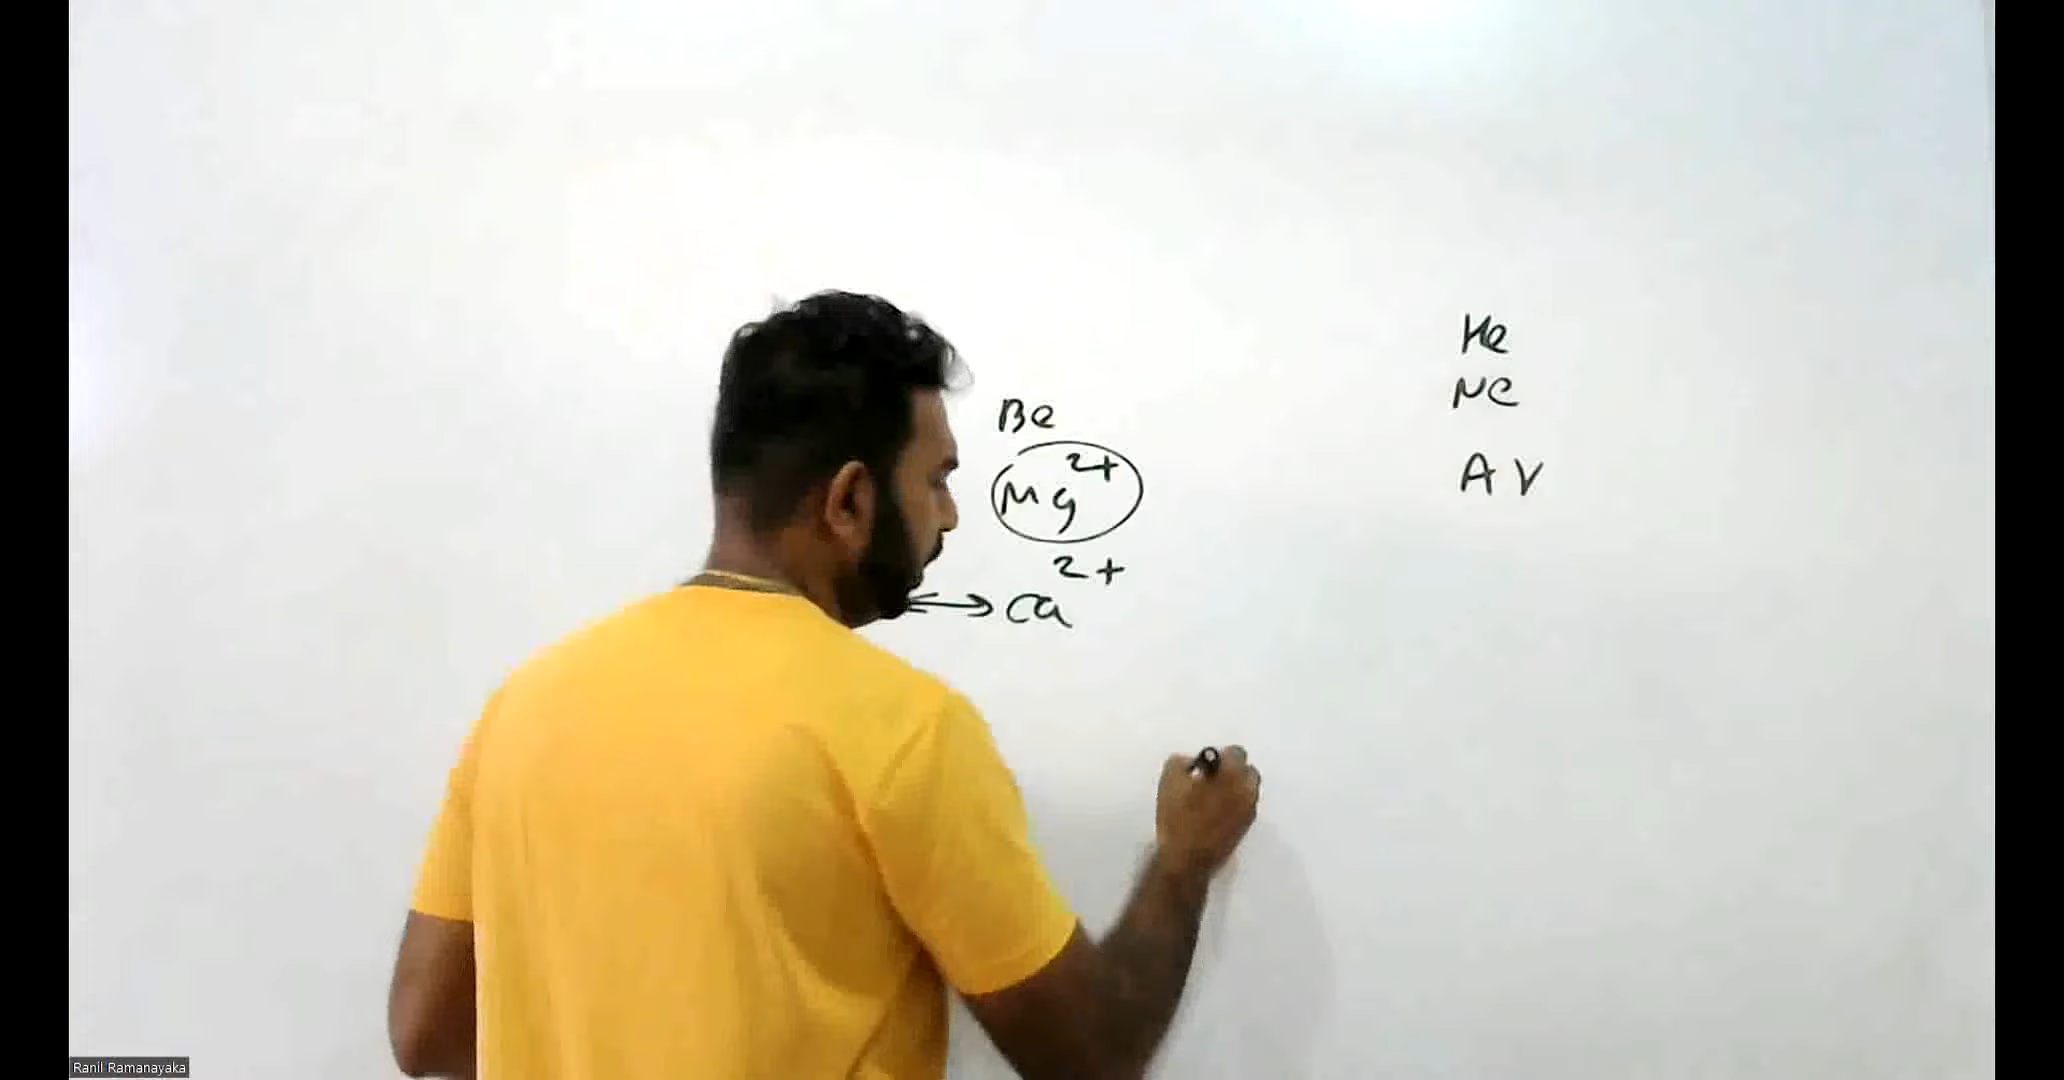 He
Ne
Ar
Be
Mg²⁺
Ca²⁺
Ranil Ramanayaka